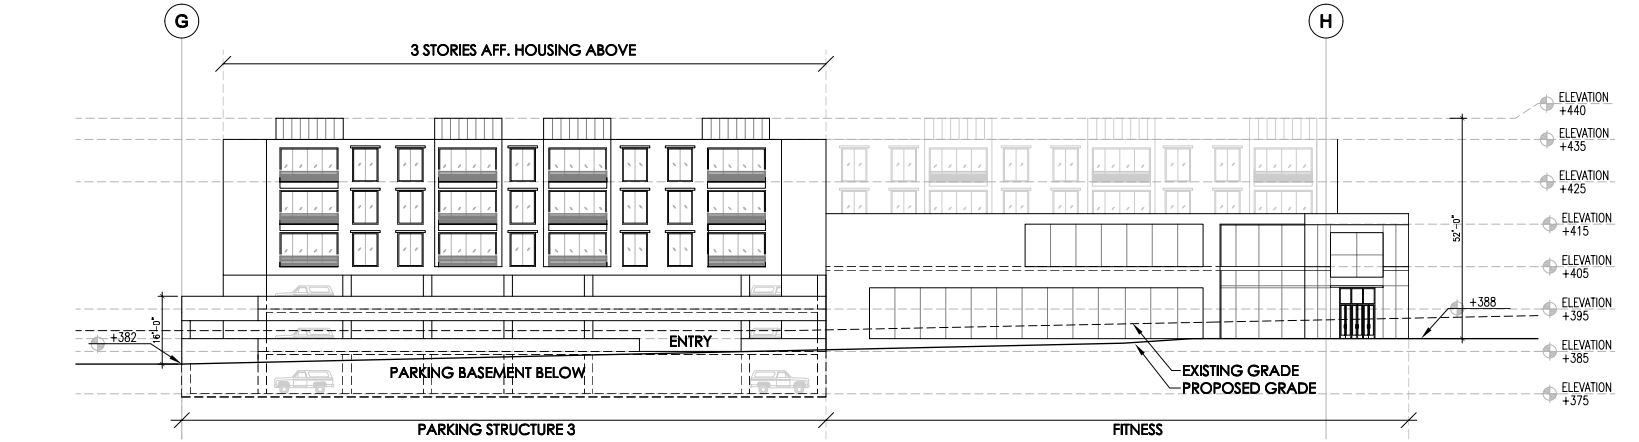 G
H
3 STORIES AFF. HOUSING ABOVE
ELEVATION
+440
ELEVATION
+435
ELEVATION
+425
ELEVATION
+415
52'-0"
ELEVATION
+405
ELEVATION
+395
+388
16'-0"
+382
ENTRY
ELEVATION
+385
PARKING BASEMENT BELOW
EXISTING GRADE
PROPOSED GRADE
ELEVATION
+375
PARKING STRUCTURE 3
FITNESS